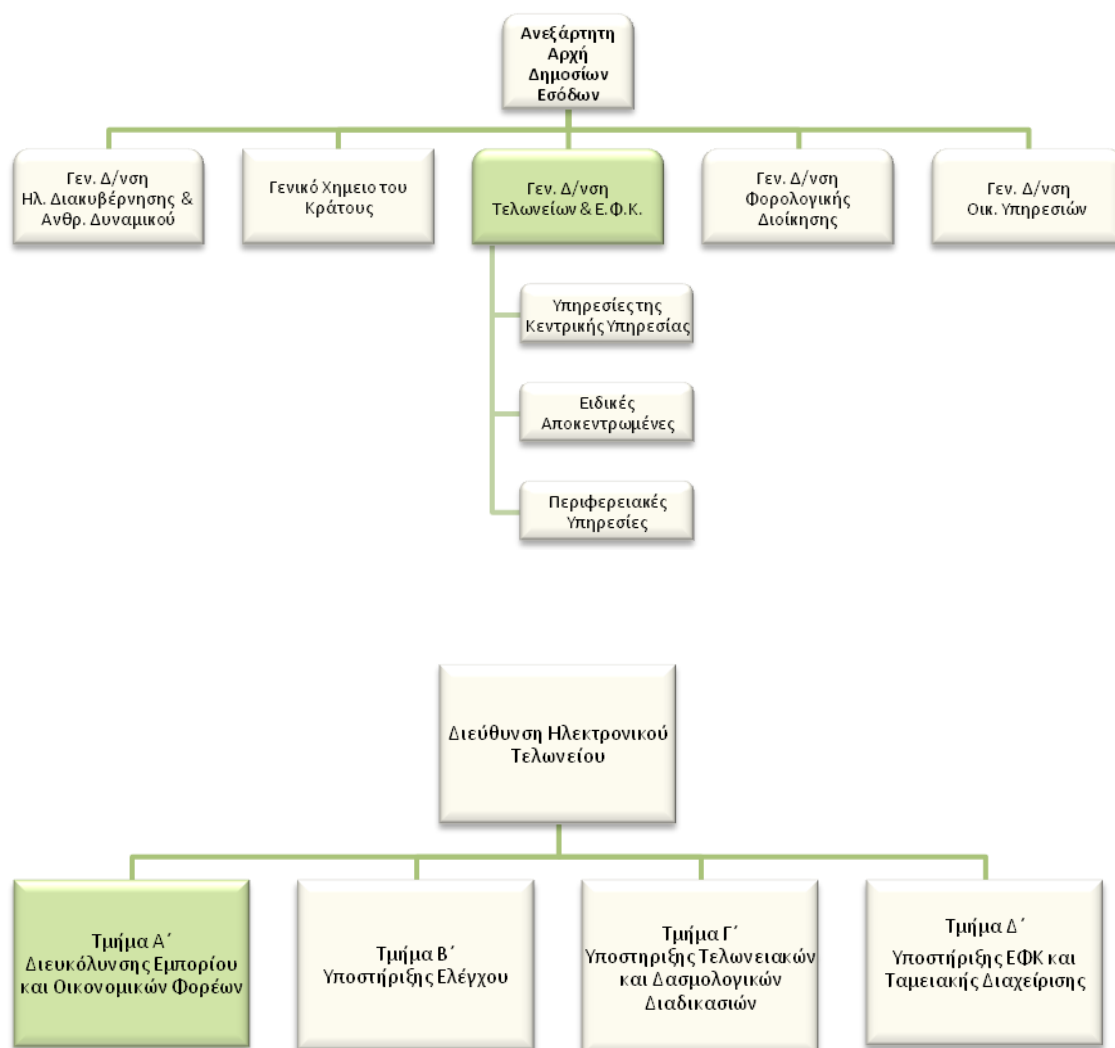 Ανεξάρτητη
Αρχή
Δημοσίων
Εσόδων
Γεν. Δ/νση
Ηλ. Διακυβέρνησης &
Ανθρ. Δυναμικού
Γενικό Χημειο του
Κράτους
Γεν. Δ/νση
Τελωνείων & Ε.Φ.Κ.
Γεν. Δ/νση
Φορολογικής
Διοίκησης
Γεν. Δ/νση
Οικ. Υπηρεσιών
Υπηρεσίες της
Κεντρικής Υπηρεσίας
Ειδικές
Αποκεντρωμένες
Περιφερειακές
Υπηρεσίες
Διεύθυνση Ηλεκτρονικού
Τελωνείου
Τμήμα Α΄
Διευκόλυνσης Εμπορίου
και Οικονομικών Φορέων
Τμήμα Β΄
Υποστήριξης Ελέγχου
Τμήμα Γ΄
Υποστηριξης Τελωνειακών
και Δασμολογικών
Διαδικασιών
Τμήμα Δ΄
Υποστήριξης ΕΦΚ και
Ταμειακής Διαχείρισης